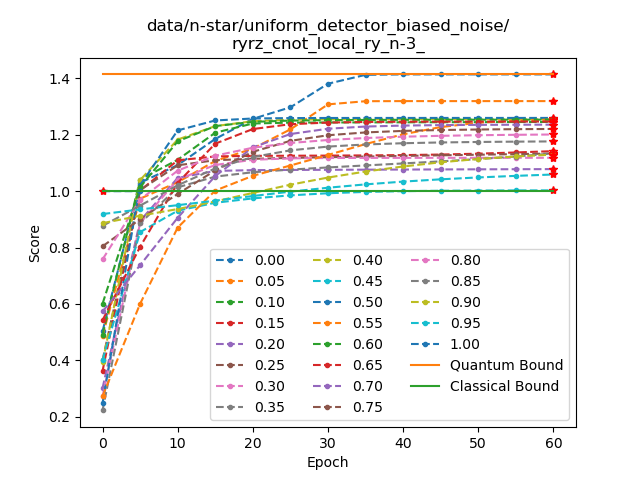 data/n-star/uniform_detector_biased_noise/
ryrz_cnot_local_ry_n-3_
Score
1.4
1.2
1.0
0.8
0.6
0.4
0.2
0.00 0.40 0.80
0.05 0.45 0.85
0.10 0.50 0.90
0.15 0.55 0.95
0.20 0.60 1.00
0.25 0.65 Quantum Bound
0.30 0.70 Classical Bound
0.35 0.75
0 10 20 30 40 50 60
Epoch